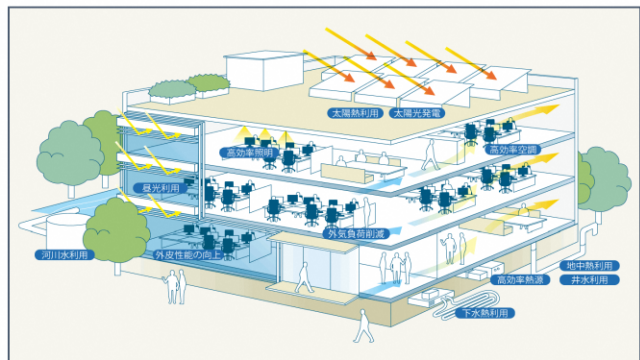 太陽熱利用
太陽光発電
高効率照明
高効率空調
昼光利用
外気負荷削減
河川水利用
外皮性能の向上
地中熱利用
高効率熱源
井水利用
下水熱利用